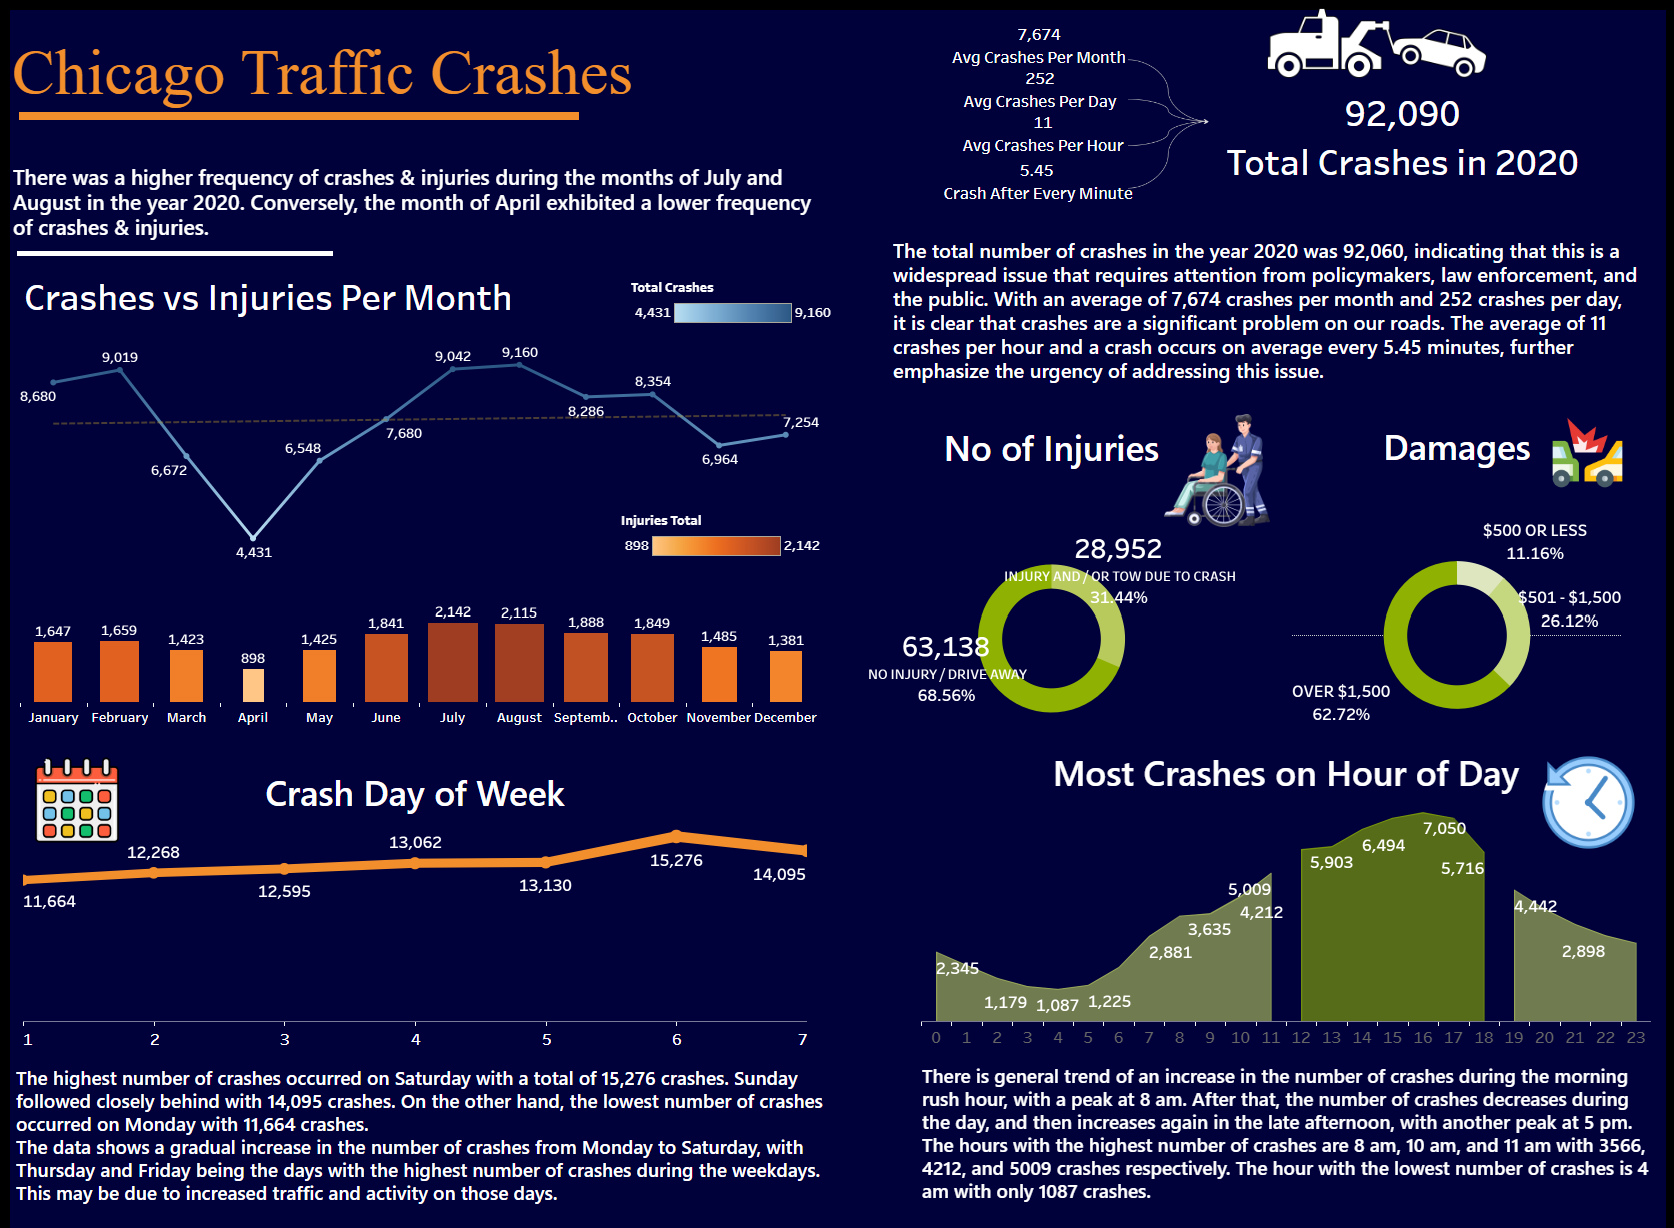 Chicago Traffic Crashes
There was a higher frequency of crashes & injuries during the months of July and
August in the year 2020. Conversely, the month of April exhibited a lower frequency
of crashes & injuries.
7,674
Avg Crashes Per Month
252
Avg Crashes Per Day
11
Avg Crashes Per Hour
5.45
Crash After Every Minute
92,090
Total Crashes in 2020
The total number of crashes in the year 2020 was 92,060, indicating that this is a
widespread issue that requires attention from policymakers, law enforcement, and
the public. With an average of 7,674 crashes per month and 252 crashes per day,
it is clear that crashes are a significant problem on our roads. The average of 11
crashes per hour and a crash occurs on average every 5.45 minutes, further
emphasize the urgency of addressing this issue.
Crashes vs Injuries Per Month
Total Crashes
4,431 9,160
8,680
9,019
6,672
4,431
6,548
7,680
9,042
9,160
8,286
8,354
6,964
7,254
Injuries Total
898 2,142
1,647 1,659 1,423 898 1,425 1,841 2,142 2,115 1,888 1,849 1,485 1,381
January February March April May June July August Septemb.. October November December
No of Injuries
28,952
INJURY AND / OR TOW DUE TO CRASH
31.44%
63,138
NO INJURY / DRIVE AWAY
68.56%
Damages
$500 OR LESS
11.16%
$501 - $1,500
26.12%
OVER $1,500
62.72%
Crash Day of Week
11,664
12,268
12,595
13,062
13,130
15,276
14,095
1 2 3 4 5 6 7
The highest number of crashes occurred on Saturday with a total of 15,276 crashes. Sunday
followed closely behind with 14,095 crashes. On the other hand, the lowest number of crashes
occurred on Monday with 11,664 crashes.
The data shows a gradual increase in the number of crashes from Monday to Saturday, with
Thursday and Friday being the days with the highest number of crashes during the weekdays.
This may be due to increased traffic and activity on those days.
Most Crashes on Hour of Day
2,345
1,179
1,087
1,225
2,881
3,635
4,212
5,009
5,903
6,494
7,050
5,716
4,442
2,898
0 1 2 3 4 5 6 7 8 9 10 11 12 13 14 15 16 17 18 19 20 21 22 23
There is general trend of an increase in the number of crashes during the morning
rush hour, with a peak at 8 am. After that, the number of crashes decreases during
the day, and then increases again in the late afternoon, with another peak at 5 pm.
The hours with the highest number of crashes are 8 am, 10 am, and 11 am with 3566,
4212, and 5009 crashes respectively. The hour with the lowest number of crashes is 4
am with only 1087 crashes.